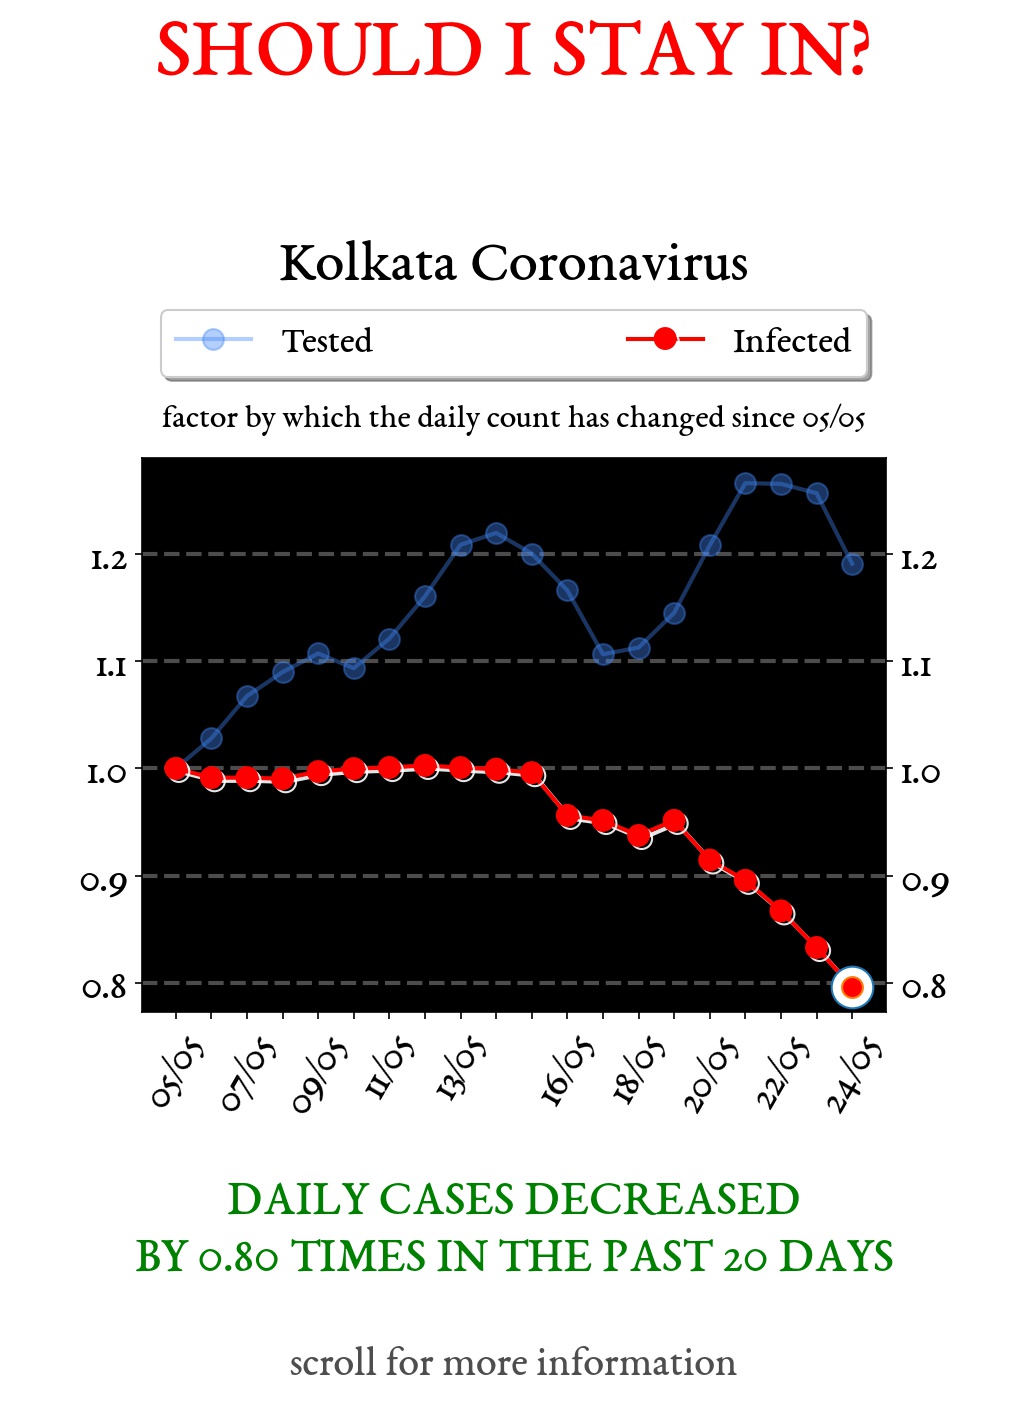 SHOULD I STAY IN?
Kolkata Coronavirus
Tested Infected
factor by which the daily count has changed since 05/05
1.2 1.2
1.1 1.1
1.0 1.0
0.9 0.9
0.8 0.8
05/05 07/05 09/05 11/05 13/05 16/05 18/05 20/05 22/05 24/05
DAILY CASES DECREASED
BY 0.80 TIMES IN THE PAST 20 DAYS
scroll for more information